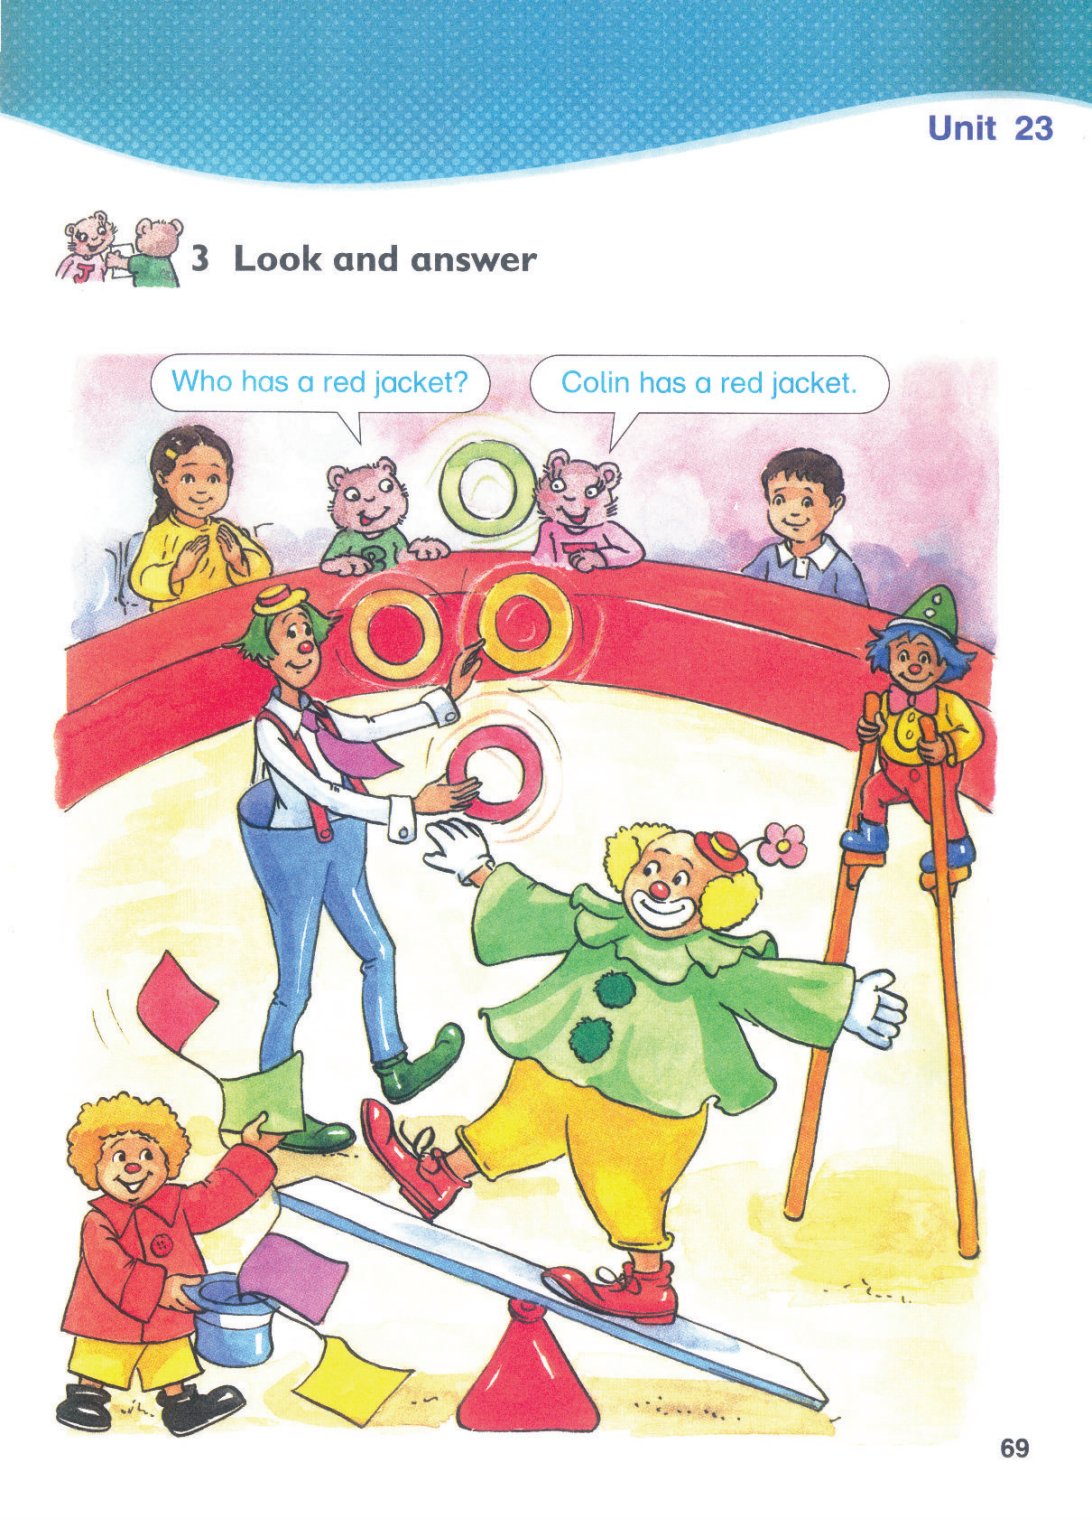 Unit 23
3 Look and answer
Who has a red jacket?
Colin has a red jacket.
J
69